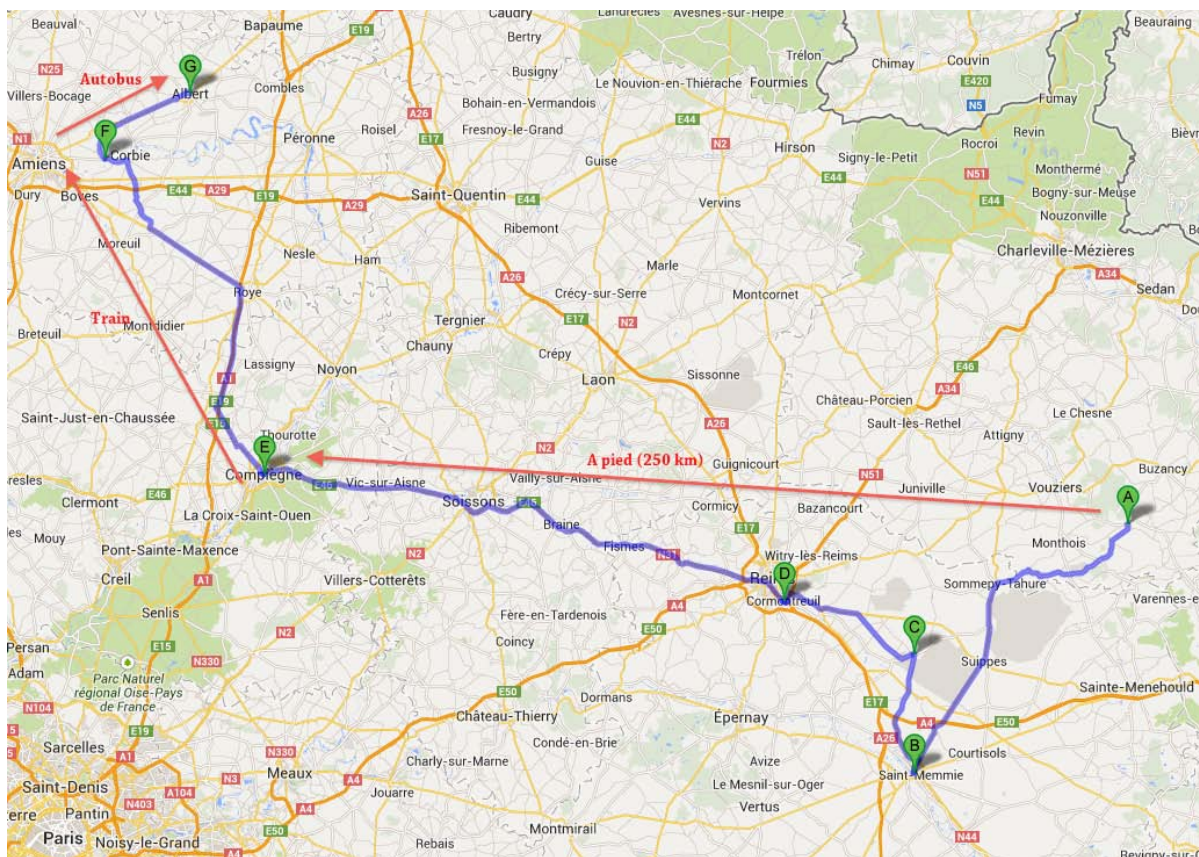 Beauval
Bapaume
E19
Caudry
Landrecies
Avesnes-sur-Helpe
Beauraing
N25
Autobus
G
Bertry
Trélon
Chimay
Couvin
E420
Villers-Bocage
Albert
Combles
Busigny
Le Nouvion-en-Thiérache
Fourmies
N5
Fumay
A26
Bohain-en-Vermandois
N1
F
Corbie
Péronne
Roisel
E17
Fresnoy-le-Grand
E44
N2
Hirson
Revin
Rocroi
Amiens
Guise
Signy-le-Petit
Monthermé
Dury
Boves
E44
A29
E19
A29
Saint-Quentin
E44
Vervins
E44
N51
Bogny-sur-Meuse
E44
Nouzonville
Ribemont
Moreuil
Nesle
Ham
Marle
Charleville-Mézières
A34
Sedan
A26
Roye
Crécy-sur-Serre
Montcornet
Train
Montdidier
Tergnier
E17
N2
Breteuil
Chauny
Crépy
Lassigny
Noyon
Laon
Sissonne
E46
A1
A34
E19
Château-Porcien
Saint-Just-en-Chaussée
Le Chesne
Sault-lès-Rethel
Thourotte
A26
Attigny
E
N2
A pied (250 km)
Guignicourt
Buzancy
Compiègne
Vailly-sur-Aisne
N51
E46
Clermont
Vic-sur-Aisne
Juniville
Vouziers
A
Soissons
Cormicy
Bazancourt
La Croix-Saint-Ouen
Braine
E17
Mouy
Monthois
Pont-Sainte-Maxence
N2
Fismes
N31
Witry-lès-Reims
Creil
A1
Villers-Cotterêts
D
Sommepy-Tahure
Cormontreuil
Senlis
Fère-en-Tardenois
A4
N2
E50
C
Persan
E15
Coincy
Suippes
Adam
N330
Parc Naturel
régional Oise-Pays
de France
Dormans
Sainte-Menehould
N104
E50
E17
A4
E50
Château-Thierry
Épernay
E19
Condé-en-Brie
A26
B
Courtisols
Sarcelles
A1
N330
Charly-sur-Marne
Avize
Saint-Memmie
Saint-Denis
A104
N3
Meaux
A4
Le Mesnil-sur-Oger
Pantin
N403
Jouarre
Vertus
Paris
Noisy-le-Grand
E50
A4
Montmirail
N44
Rebais